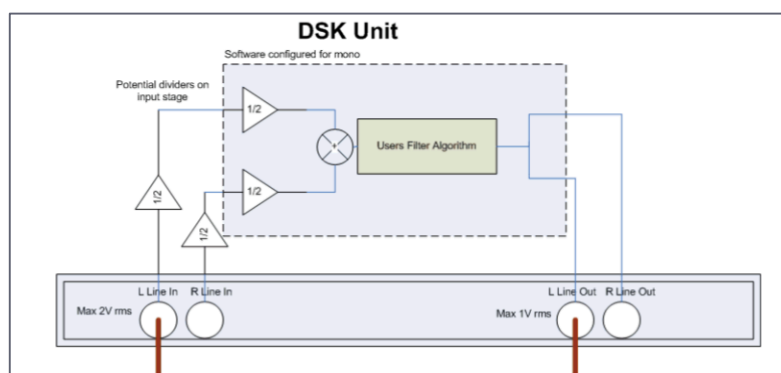 DSK Unit
Software configured for mono
Potential dividers on
input stage
1/2
1/2
1/2
1/2
+
Users Filter Algorithm
L Line In
R Line In
Max 2V rms
L Line Out
R Line Out
Max 1V rms